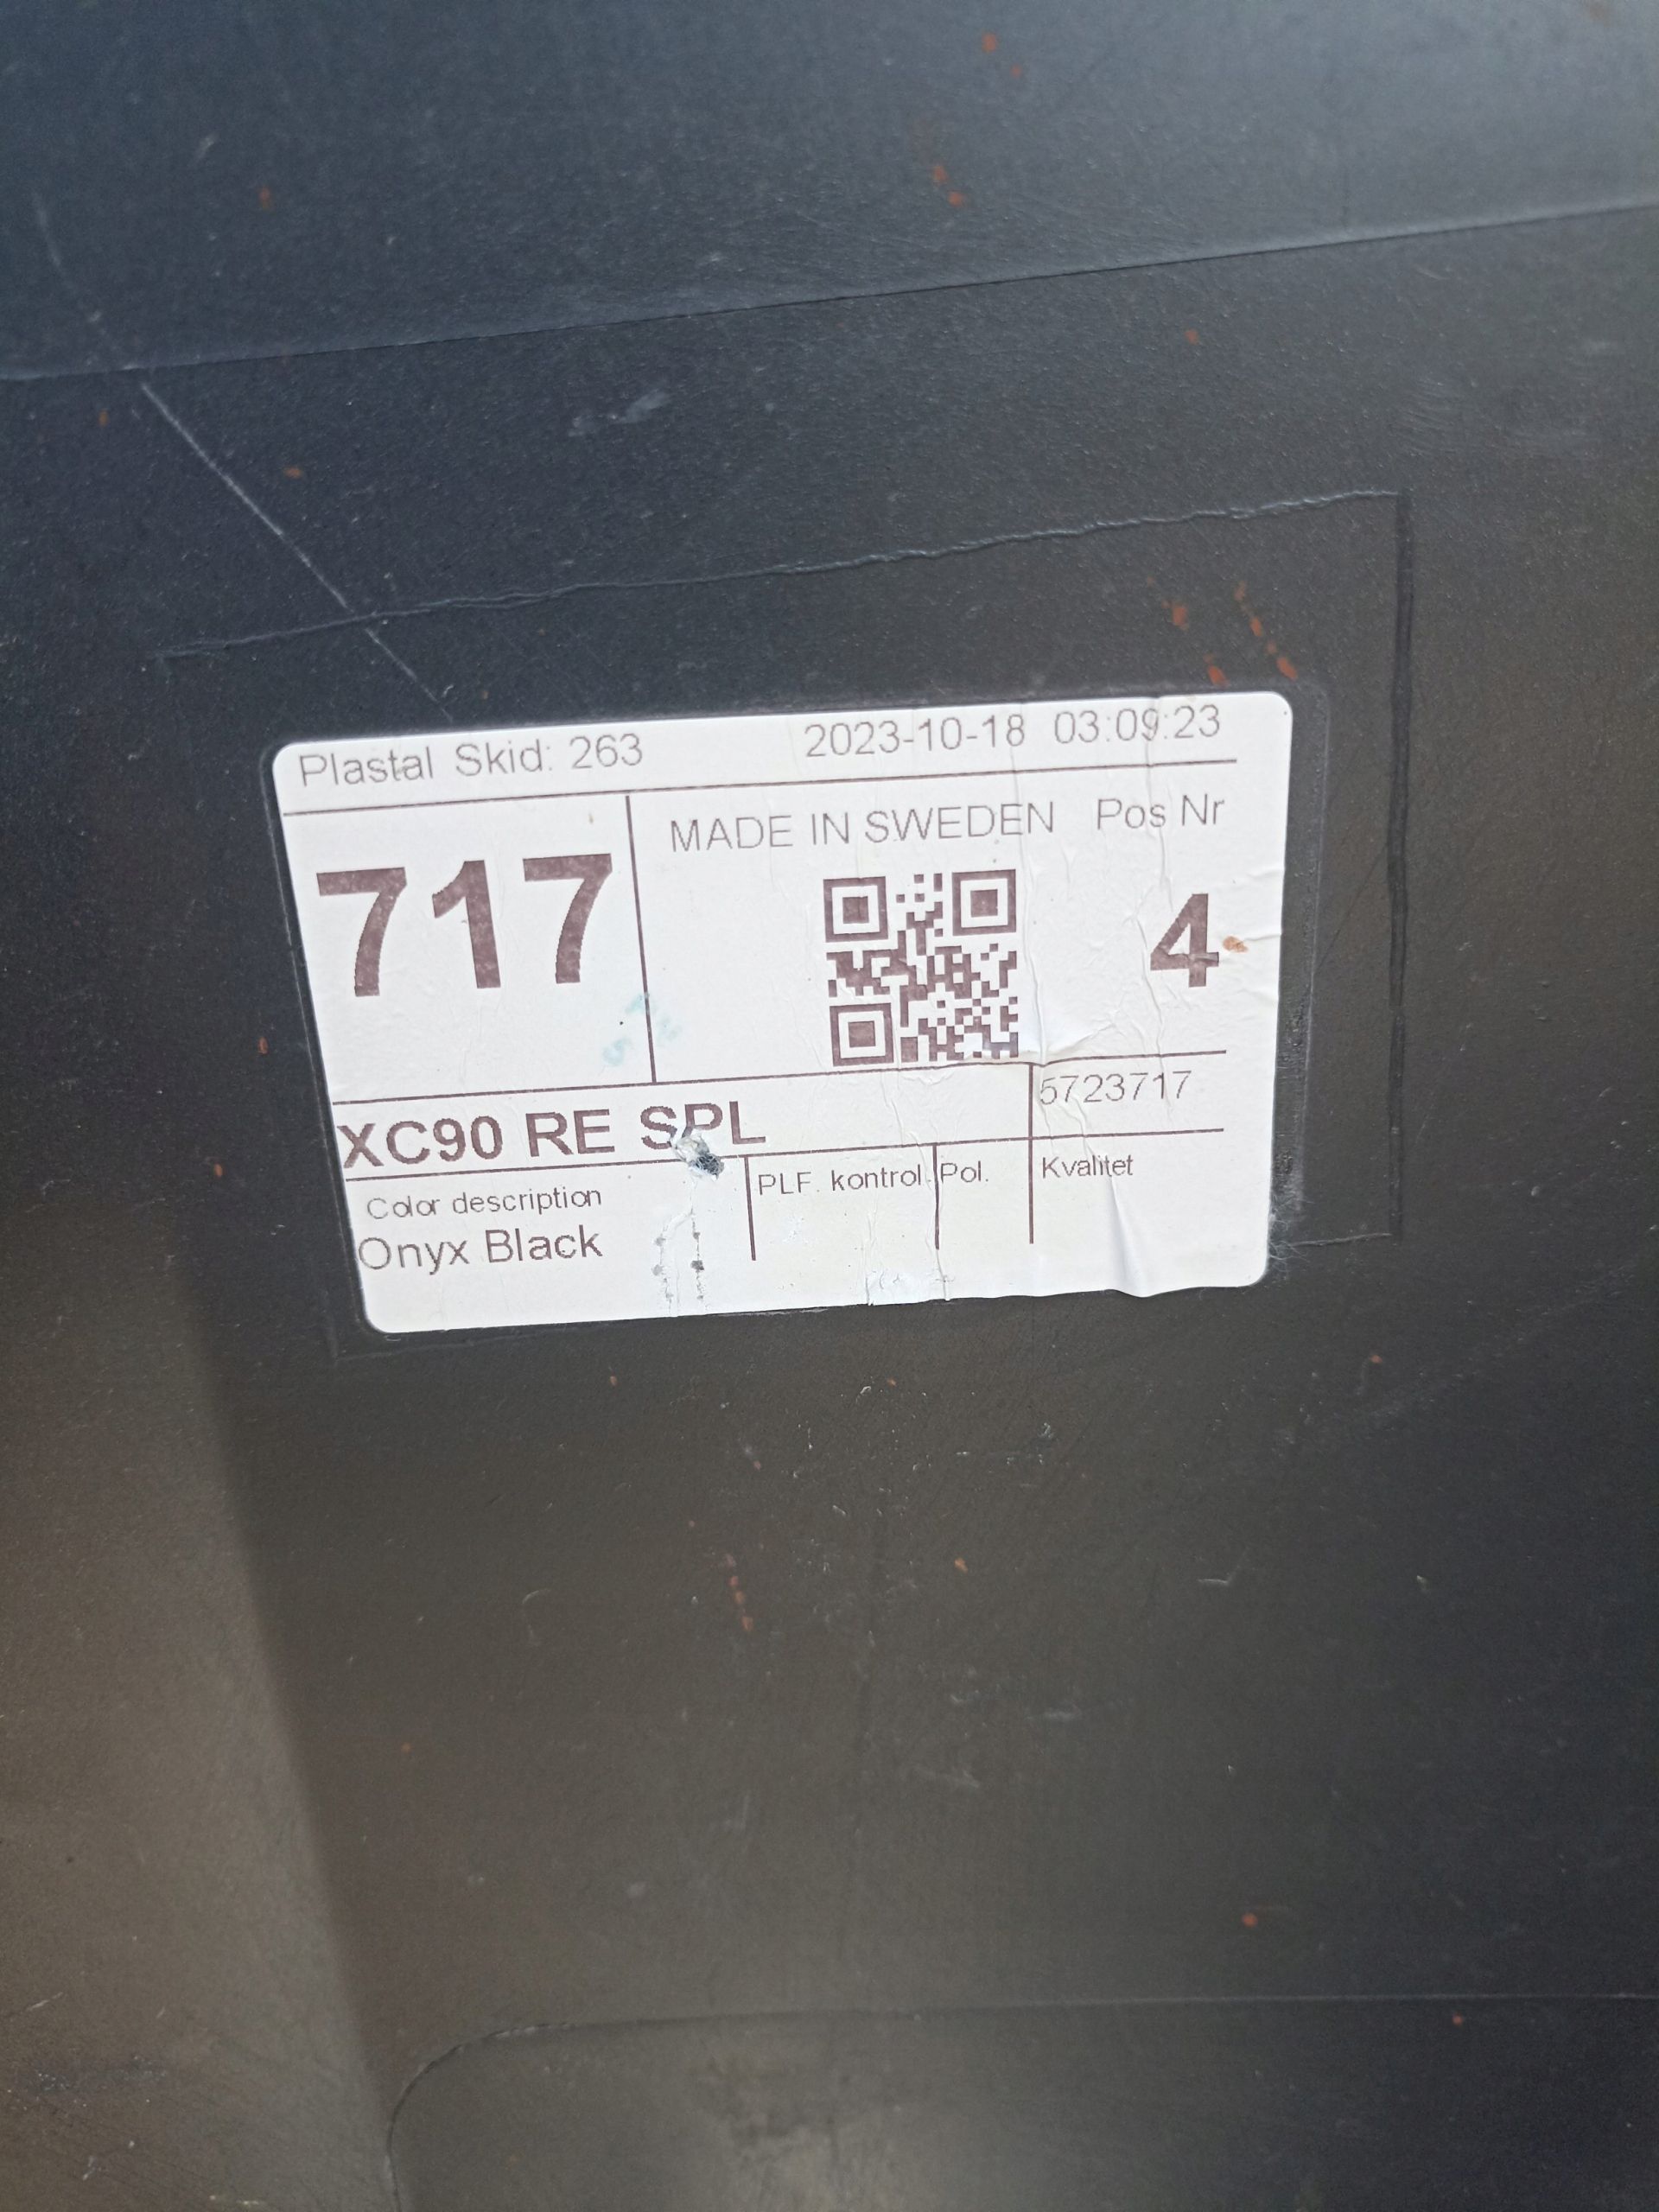 Plastal Skid: 263 2023-10-18 03:09:23
717
MADE IN SWEDEN Pos Nr
4
XC90 RE SPL
5723717
Color description
Onyx Black
PLF. kontrol.
Pol.
Kvalitet